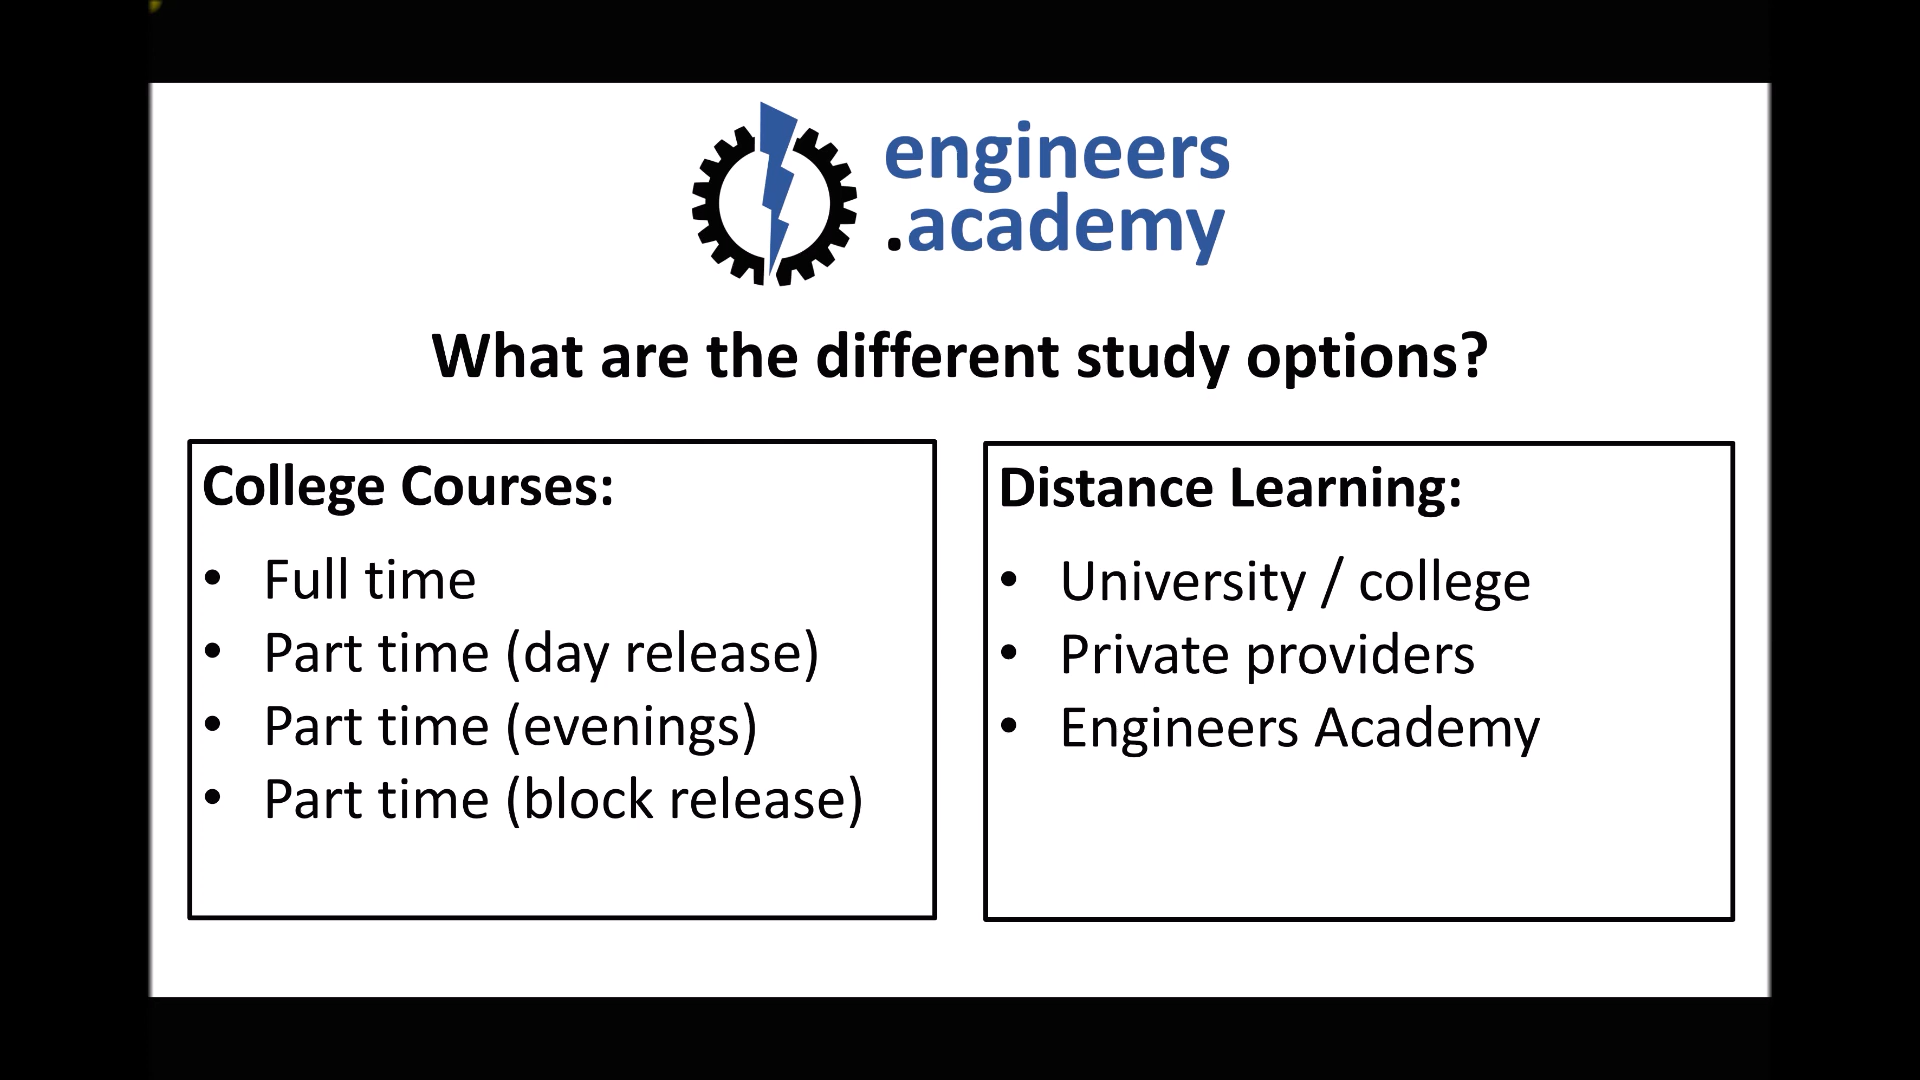 engineers
.academy
What are the different study options?
College Courses:
• Full time
• Part time (day release)
• Part time (evenings)
• Part time (block release)
Distance Learning:
• University / college
• Private providers
• Engineers Academy